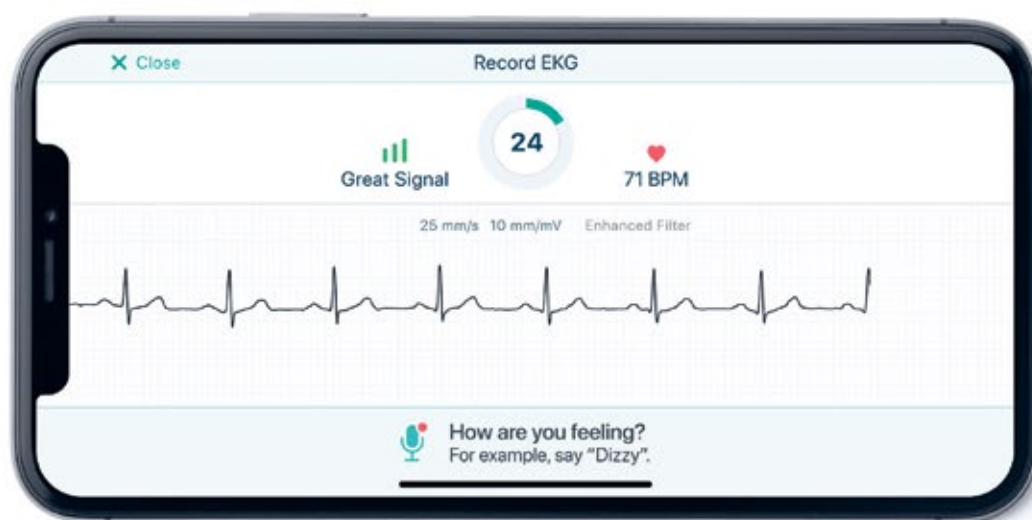 Close
Record EKG
24
Great Signal
71 BPM
25 mm/s 10 mm/mV Enhanced Filter
How are you feeling?
For example, say “Dizzy”.